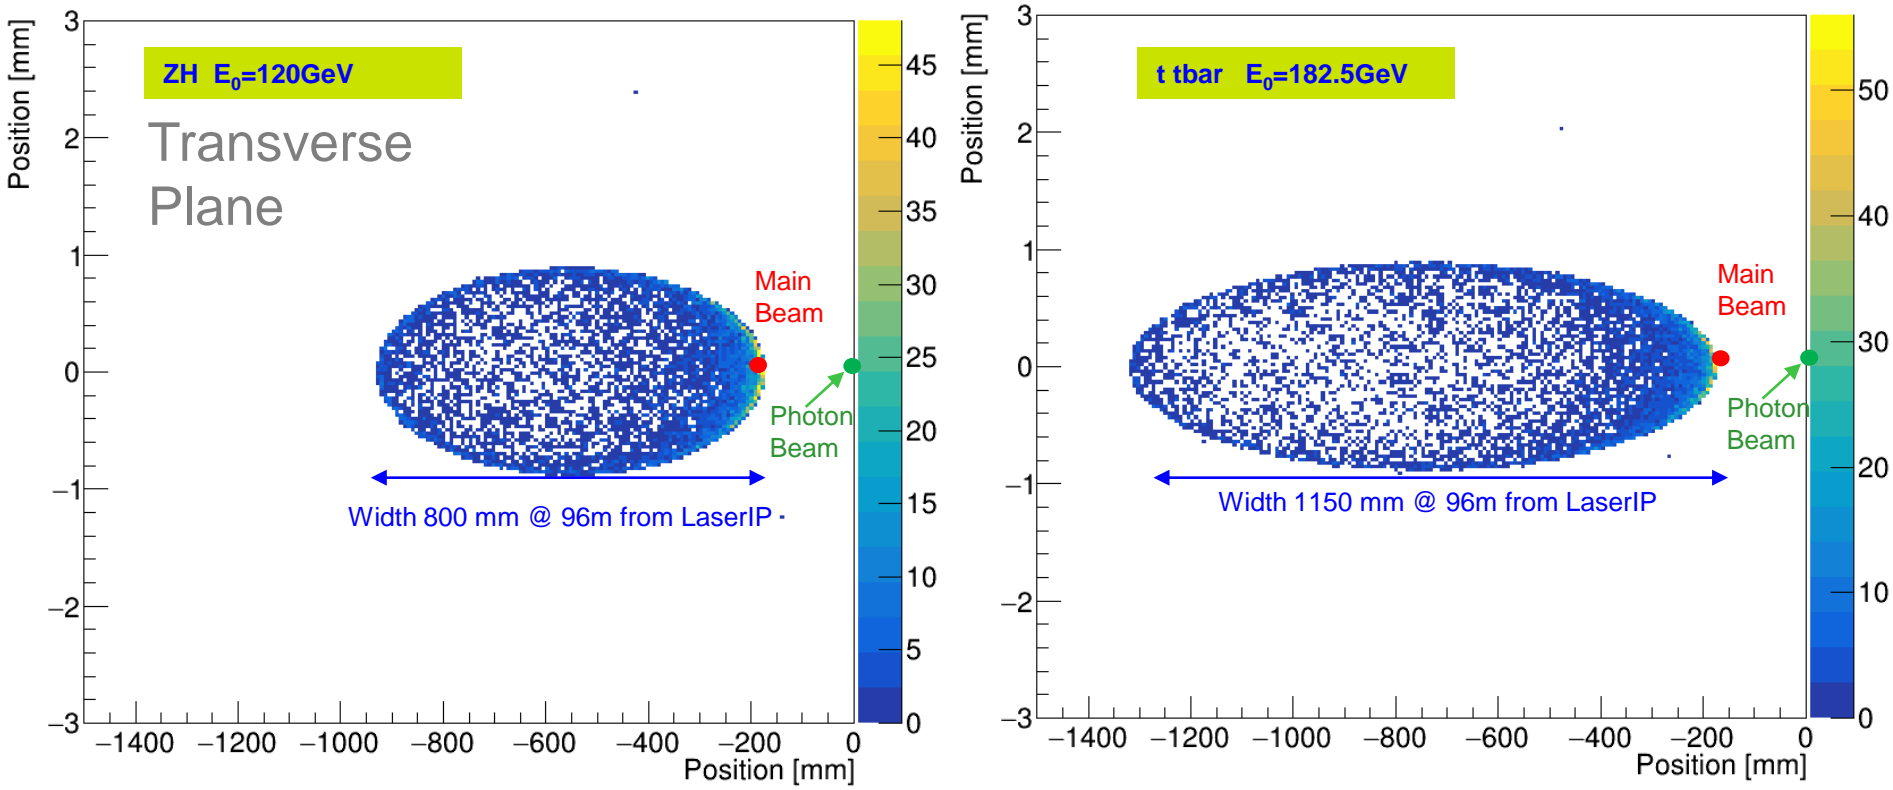 Position [mm]
3
2
1
0
−1
−2
−3
ZH E0=120GeV
Transverse
Plane
Main
Beam
Photon
Beam
Width 800 mm @ 96m from LaserIP
−1400 −1200 −1000 −800 −600 −400 −200 0
Position [mm]
45
40
35
30
25
20
15
10
5
0
Position [mm]
3
2
1
0
−1
−2
−3
t tbar E0=182.5GeV
Main
Beam
Photon
Beam
Width 1150 mm @ 96m from LaserIP
−1400 −1200 −1000 −800 −600 −400 −200 0
Position [mm]
50
40
30
20
10
0